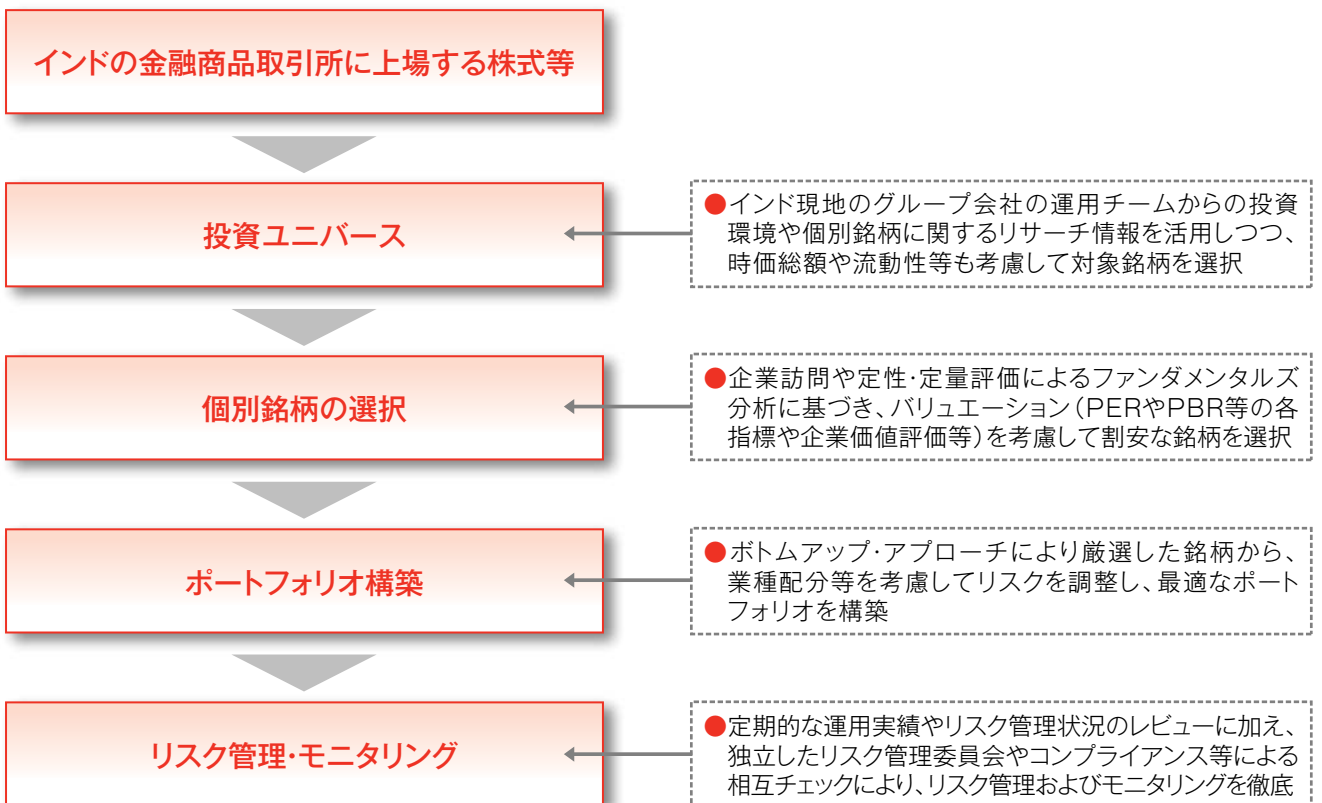 インドの金融商品取引所に上場する株式等
投資ユニバース
●インド現地のグループ会社の運用チームからの投資
環境や個別銘柄に関するリサーチ情報を活用しつつ、
時価総額や流動性等も考慮して対象銘柄を選択
個別銘柄の選択
●企業訪問や定性・定量評価によるファンダメンタルズ
分析に基づき、バリュエーション（PERやPBR等の各
指標や企業価値評価等）を考慮して割安な銘柄を選択
ポートフォリオ構築
●ボトムアップ・アプローチにより厳選した銘柄から、
業種配分等を考慮してリスクを調整し、最適なポート
フォリオを構築
リスク管理・モニタリング
●定期的な運用実績やリスク管理状況のレビューに加え、
独立したリスク管理委員会やコンプライアンス等による
相互チェックにより、リスク管理およびモニタリングを徹底